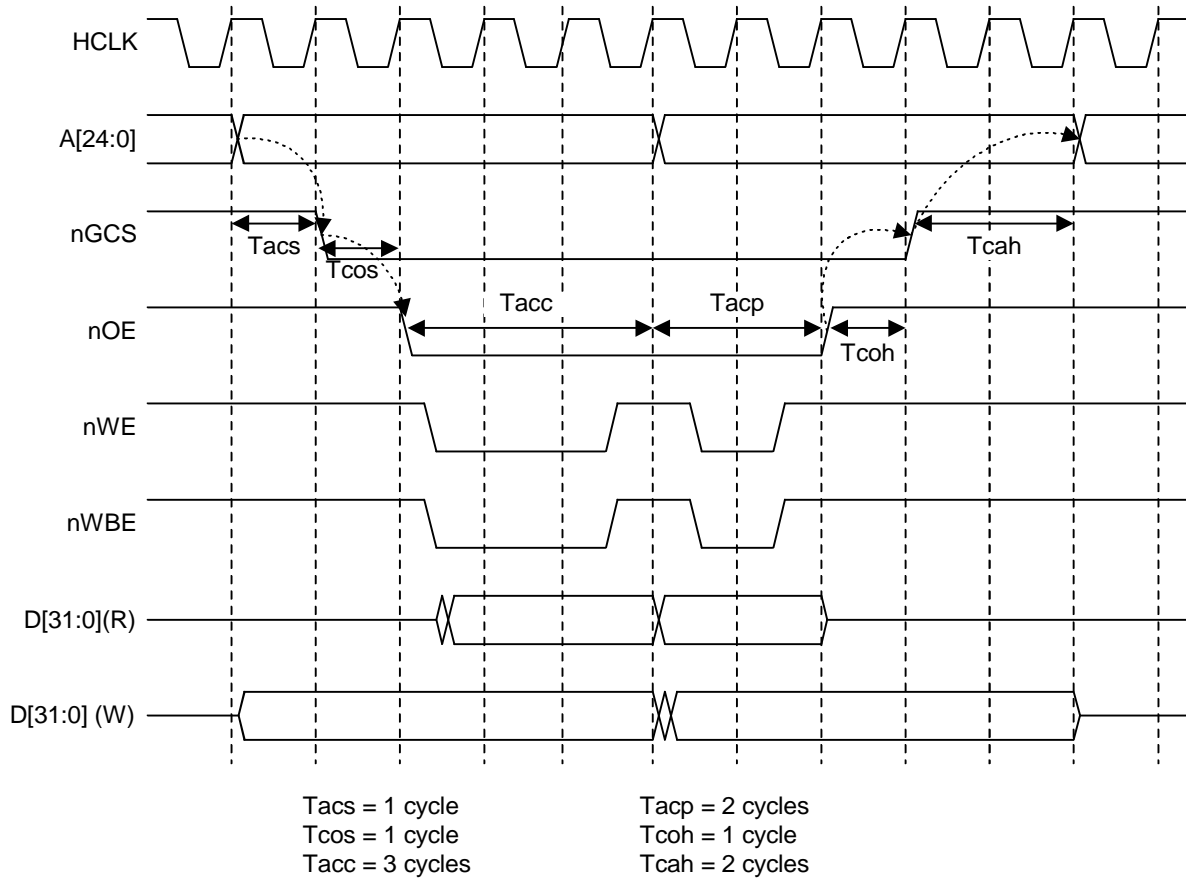 HCLK
A[24:0]
nGCS
Tacs
Tcah
Tcos
Tacc
Tacp
nOE
Tcoh
nWE
nWBE
D[31:0](R)
D[31:0] (W)
Tacs = 1 cycle
Tcos = 1 cycle
Tacc = 3 cycles
Tacp = 2 cycles
Tcoh = 1 cycle
Tcah = 2 cycles